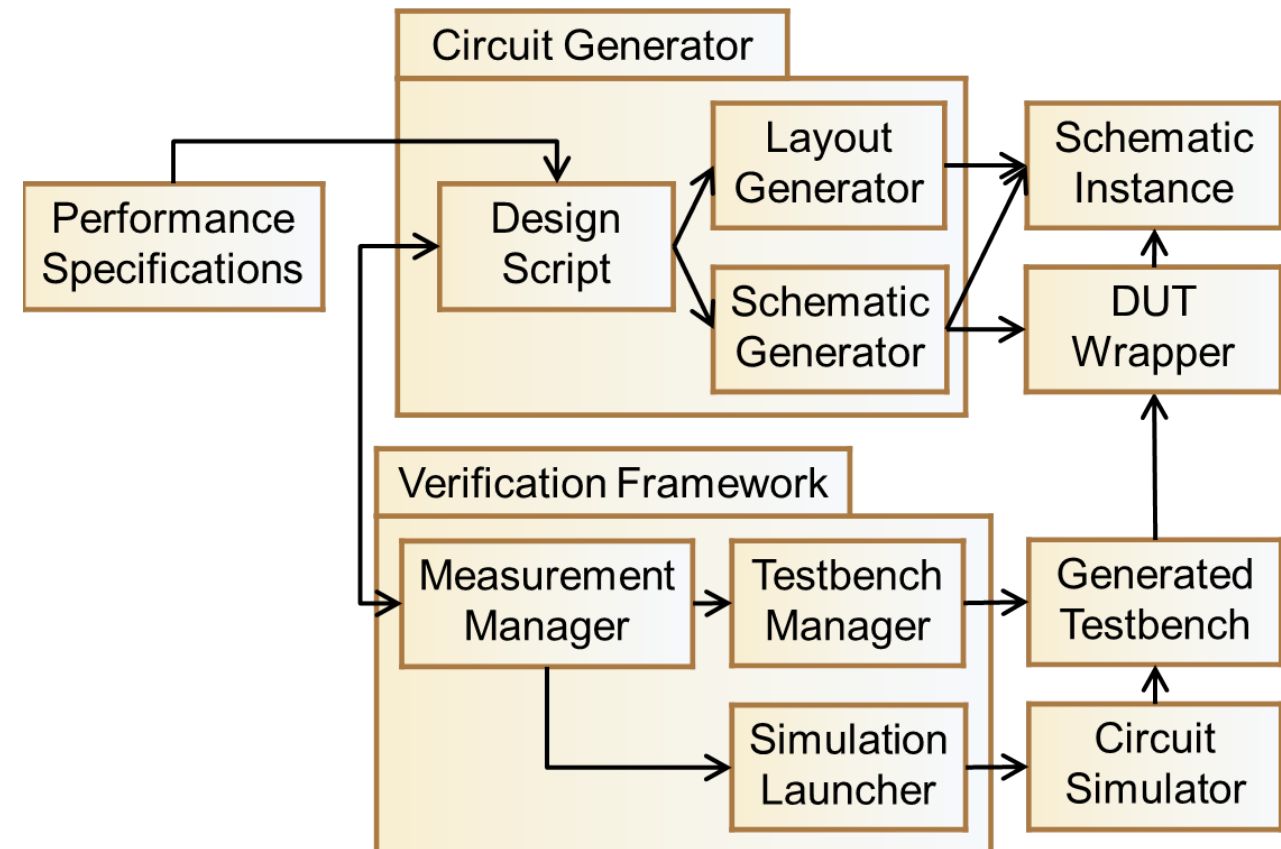 Circuit Generator
Layout
Generator
Schematic
Instance
Performance
Specifications
Design
Script
Schematic
Generator
DUT
Wrapper
Verification Framework
Measurement
Manager
Testbench
Manager
Generated
Testbench
Simulation
Launcher
Circuit
Simulator